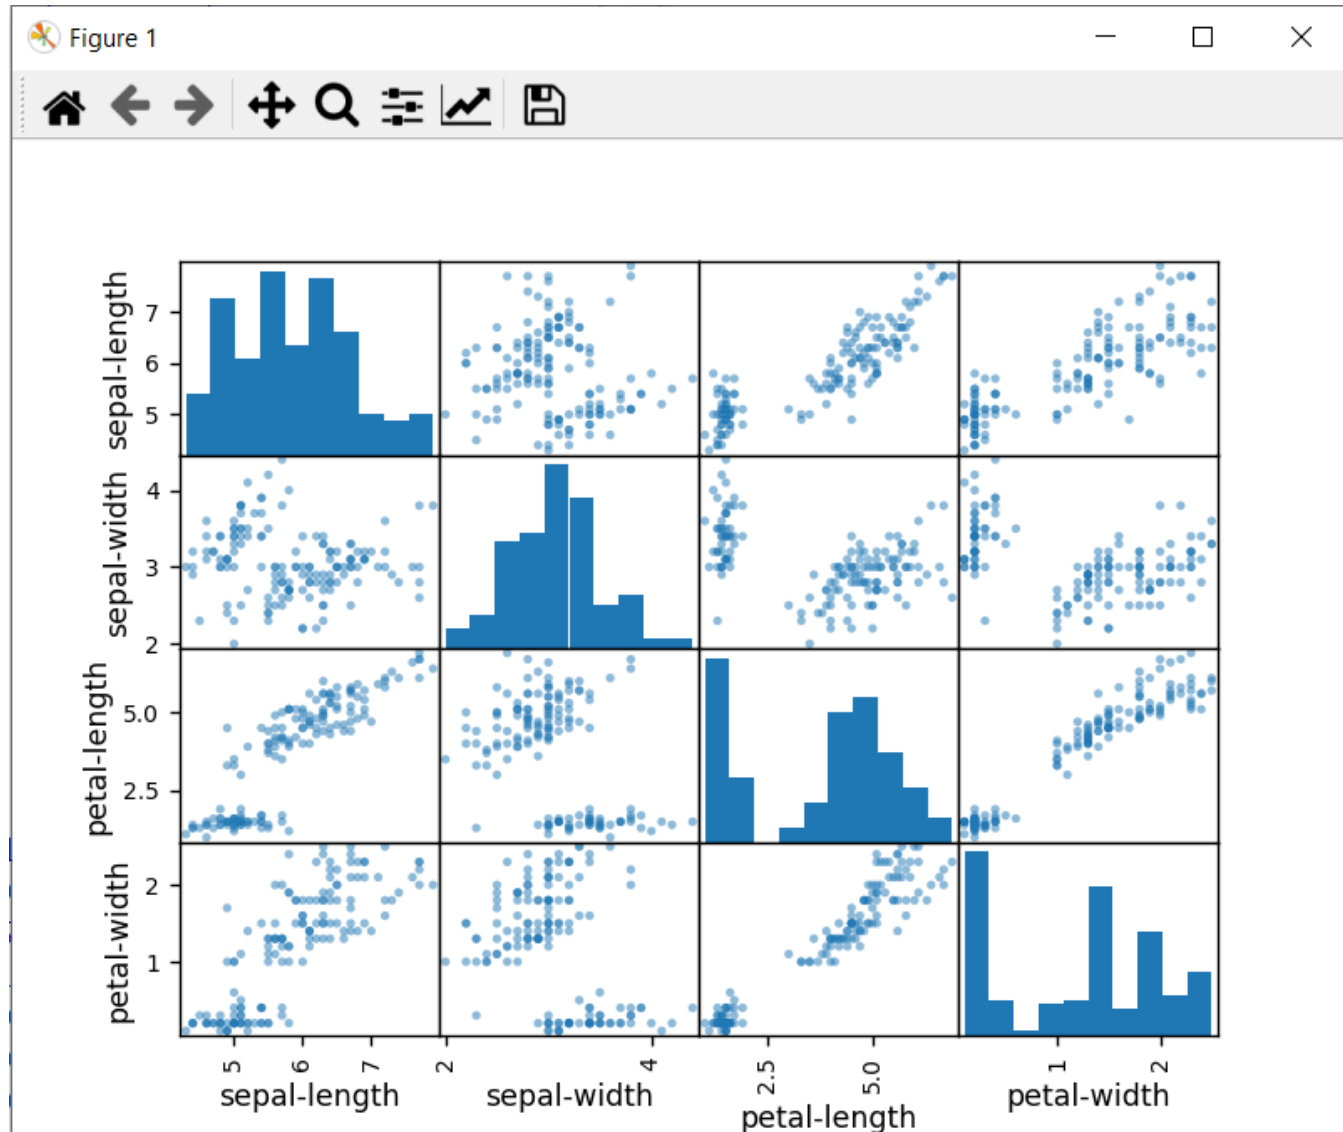 Figure 1
sepal-length
7
6
5
sepal-width
4
3
2
petal-length
5.0
2.5
petal-width
2
1
5 6 7 2 4 2.5 5.0 1 2
sepal-length sepal-width petal-length petal-width